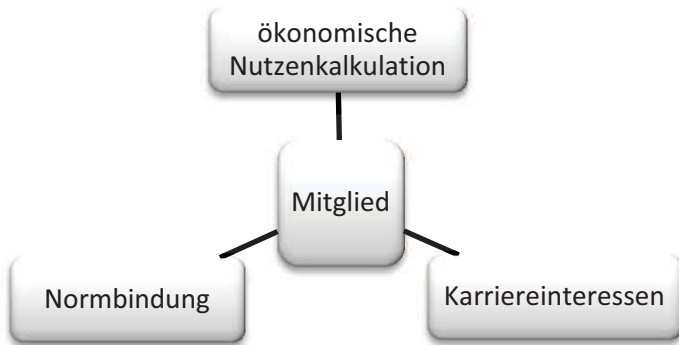 ökonomische
Nutzenkalkulation
Mitglied
Normbindung
Karriereinteressen